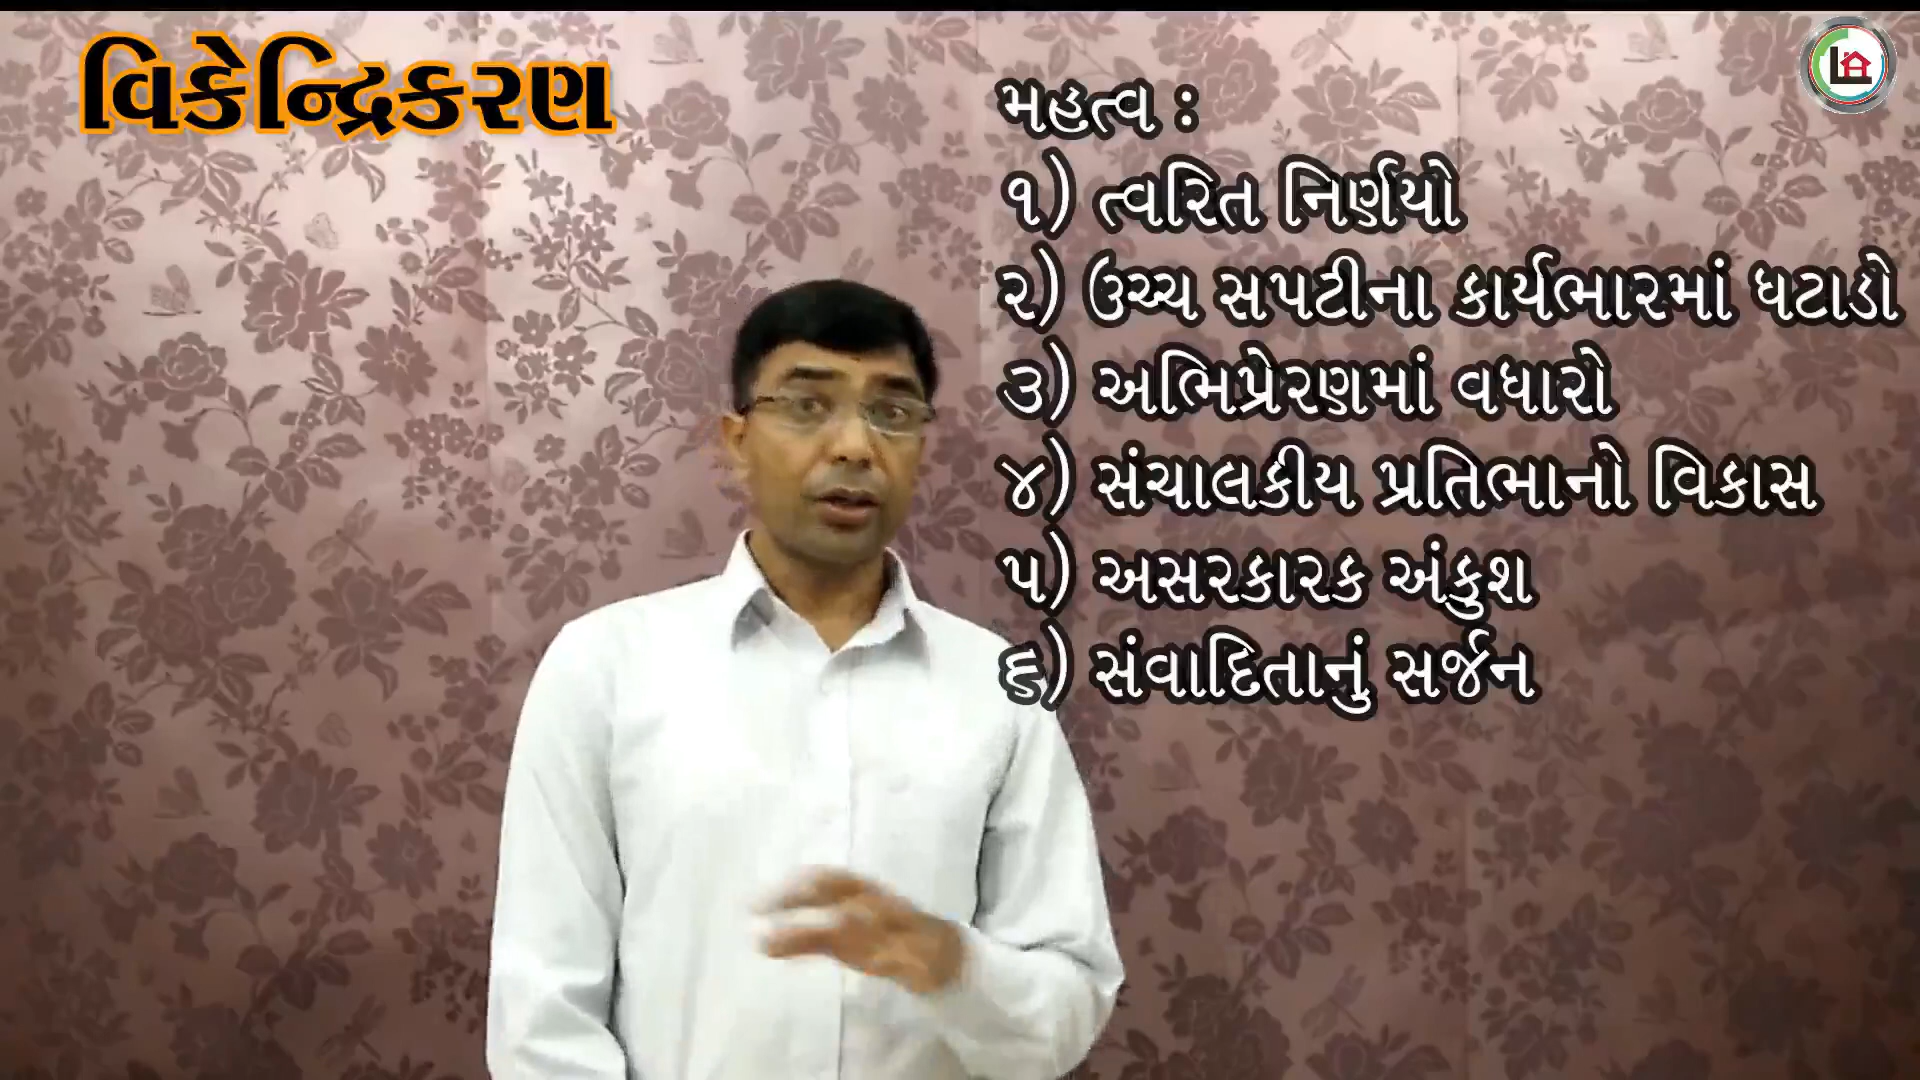 વિકેન્દ્રિકરણ
મહત્વ :
૧) ત્વરિત નિર્ણયો
૨) ઉચ્ચ સપટીના કાર્યભારમાં ધટાડો
૩) અભિપ્રેરણમાં વધારો
૪) સંચાલકીય પ્રતિભાનો વિકાસ
૫) અસરકારક અંકુશ
૬) સંવાદિતાનું સર્જન